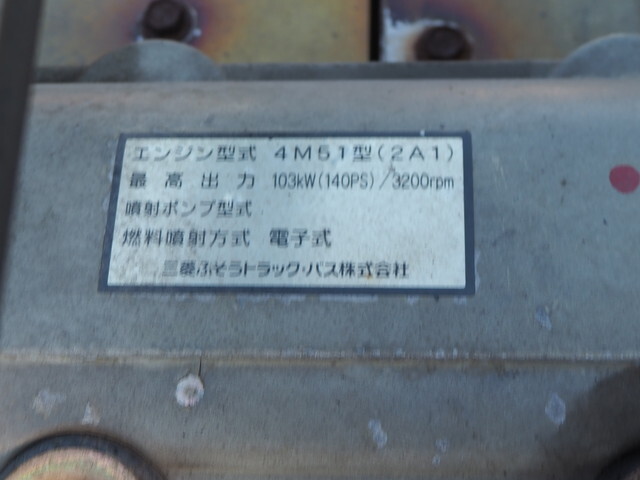 エンジン型式 4M51型(2A1)
最高出力 103kW(140PS)/3200rpm
噴射ポンプ型式
燃料噴射方式 電子式
三菱ふそうトラック・バス株式会社